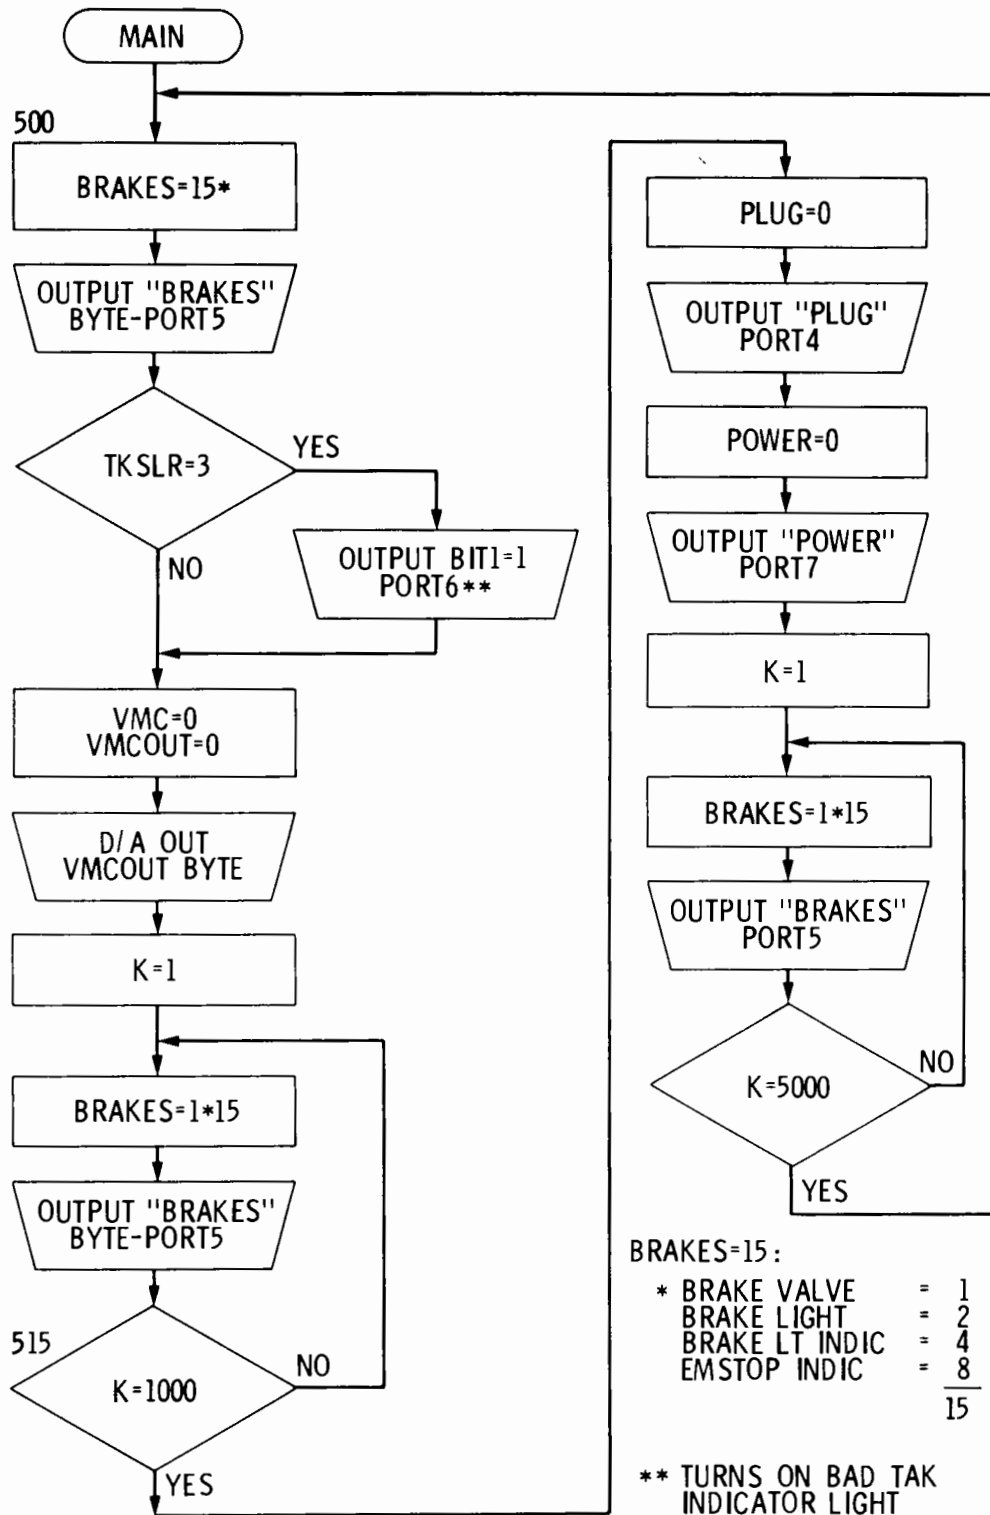 MAIN
500
BRAKES=15*
OUTPUT "BRAKES"
BYTE-PORT5
TKSLR=3
YES
NO
OUTPUT BIT1=1
PORT6**
VMC=0
VMCOUT=0
D/A OUT
VMCOUT BYTE
K=1
BRAKES=1*15
OUTPUT "BRAKES"
BYTE-PORT5
515
K=1000
NO
YES
PLUG=0
OUTPUT "PLUG"
PORT4
POWER=0
OUTPUT "POWER"
PORT7
K=1
BRAKES=1*15
OUTPUT "BRAKES"
PORT5
K=5000
NO
YES
BRAKES=15:
* BRAKE VALVE = 1
BRAKE LIGHT = 2
BRAKE LT INDIC = 4
EMSTOP INDIC = 8
15
** TURNS ON BAD TAK
INDICATOR LIGHT